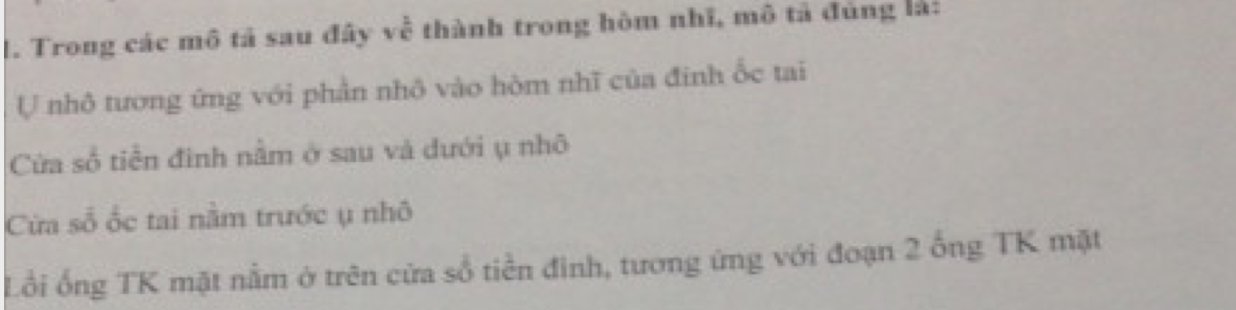 1. Trong các mô tả sau đây về thành trong hòm nhĩ, mô tả đúng là:
Ụ nhô tương ứng với phần nhô vào hòm nhĩ của đỉnh ốc tai
Cửa sổ tiền đình nằm ở sau và dưới ụ nhô
Cửa sổ ốc tai nằm trước ụ nhô
Lồi ống TK mặt nằm ở trên cửa sổ tiền đình, tương ứng với đoạn 2 ống TK mặt